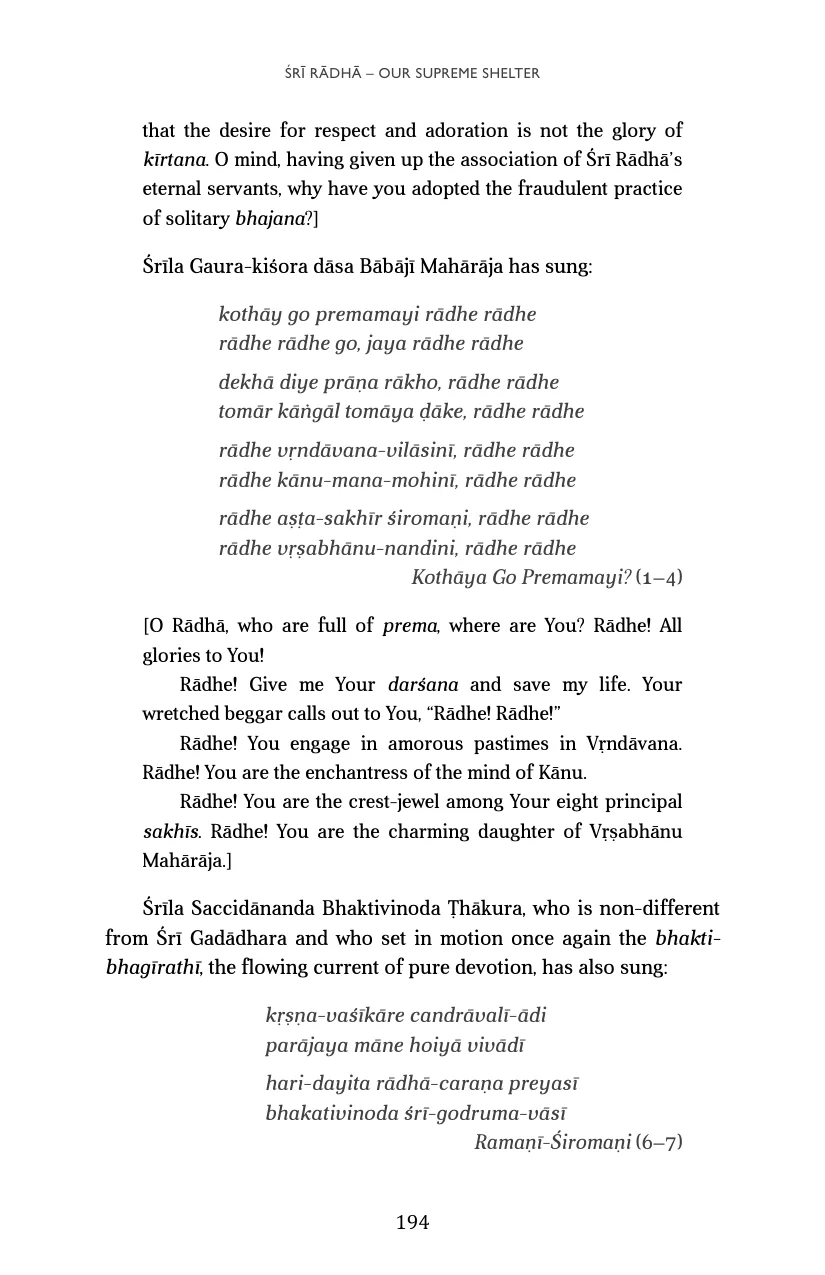 ŚRĪ RĀDHĀ – OUR SUPREME SHELTER
that the desire for respect and adoration is not the glory of
kīrtana. O mind, having given up the association of Śrī Rādhā’s
eternal servants, why have you adopted the fraudulent practice
of solitary bhajana?]
Śrīla Gaura-kiśora dāsa Bābājī Mahārāja has sung:
kothāy go premamayi rādhe rādhe
rādhe rādhe go, jaya rādhe rādhe
dekhā diye prāṇa rākho, rādhe rādhe
tomār kāṅgāl tomāya ḍāke, rādhe rādhe
rādhe vṛndāvana-vilāsinī, rādhe rādhe
rādhe kānu-mana-mohinī, rādhe rādhe
rādhe aṣṭa-sakhīr śiromaṇi, rādhe rādhe
rādhe vṛṣabhānu-nandini, rādhe rādhe
Kothāya Go Premamayi? (1–4)
[O Rādhā, who are full of prema, where are You? Rādhe! All
glories to You!
Rādhe! Give me Your darśana and save my life. Your
wretched beggar calls out to You, “Rādhe! Rādhe!”
Rādhe! You engage in amorous pastimes in Vṛndāvana.
Rādhe! You are the enchantress of the mind of Kānu.
Rādhe! You are the crest-jewel among Your eight principal
sakhīs. Rādhe! You are the charming daughter of Vṛṣabhānu
Mahārāja.]
Śrīla Saccidānanda Bhaktivinoda Ṭhākura, who is non-different
from Śrī Gadādhara and who set in motion once again the bhakti-
bhagīrathī, the flowing current of pure devotion, has also sung:
kṛṣṇa-vaśīkāre candrāvalī-ādi
parājaya māne hoiyā vivādī
hari-dayita rādhā-caraṇa preyasī
bhakativinoda śrī-godruma-vāsī
Ramaṇī-Śiromaṇi (6–7)
194